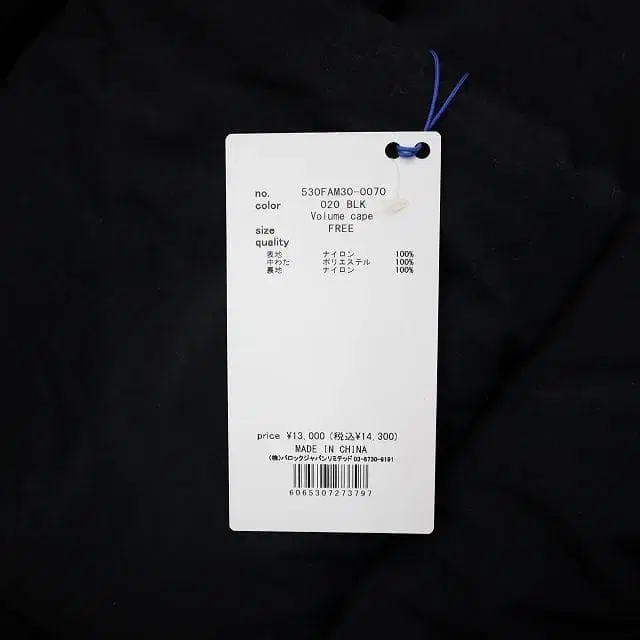 no. 530FAM30-0070
color 020 BLK
Volume cape
size FREE
quality
表地 ナイロン 100%
中わた ポリエステル 100%
裏地 ナイロン 100%
price ¥13,000(税込¥14,300)
MADE IN CHINA
(株)バロックジャパンリミテッド 03-6730-9191
6065307273797